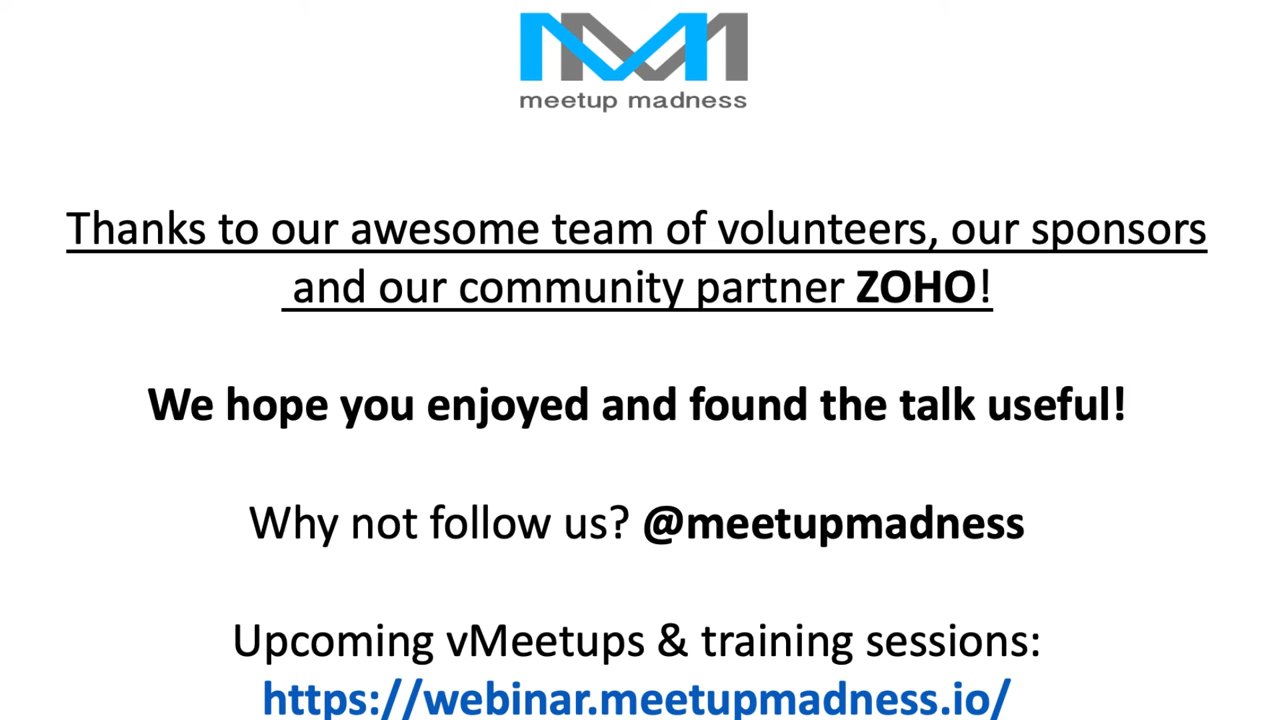 meetup madness
Thanks to our awesome team of volunteers, our sponsors
and our community partner ZOHO!
We hope you enjoyed and found the talk useful!
Why not follow us? @meetupmadness
Upcoming vMeetups & training sessions:
https://webinar.meetupmadness.io/